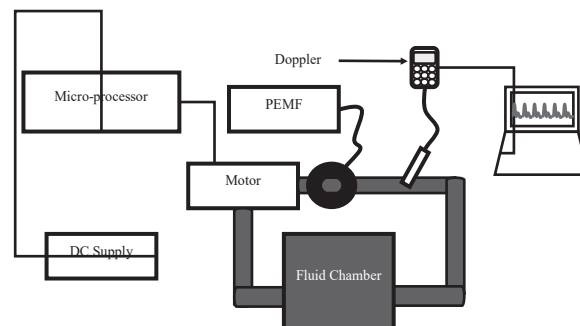 Doppler
Micro-processor
PEMF
Motor
DC Supply
Fluid Chamber